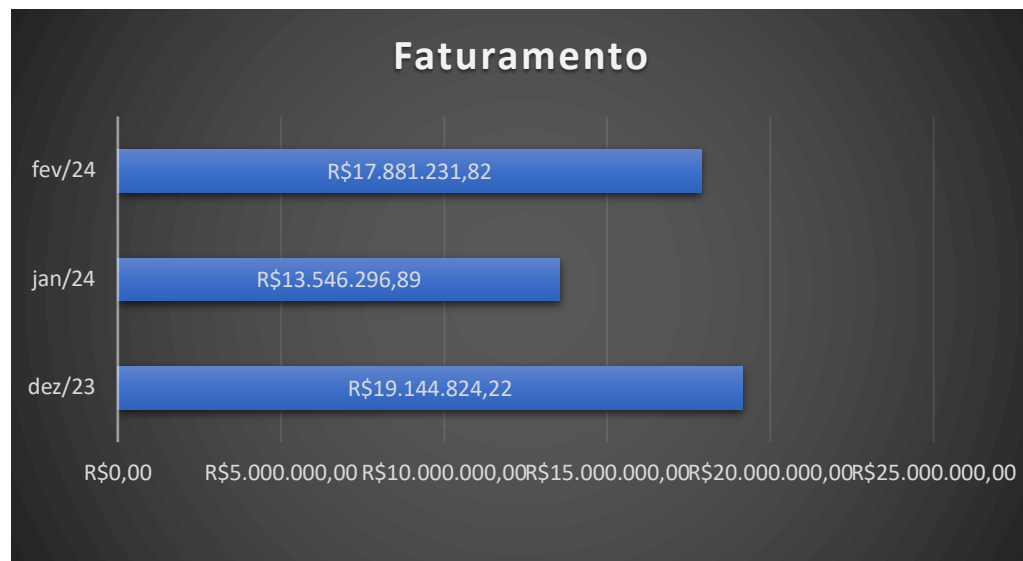 Faturamento
fev/24
R$17.881.231,82
jan/24
R$13.546.296,89
dez/23
R$19.144.824,22
R$0,00 R$5.000.000,00 R$10.000.000,00 R$15.000.000,00 R$20.000.000,00 R$25.000.000,00